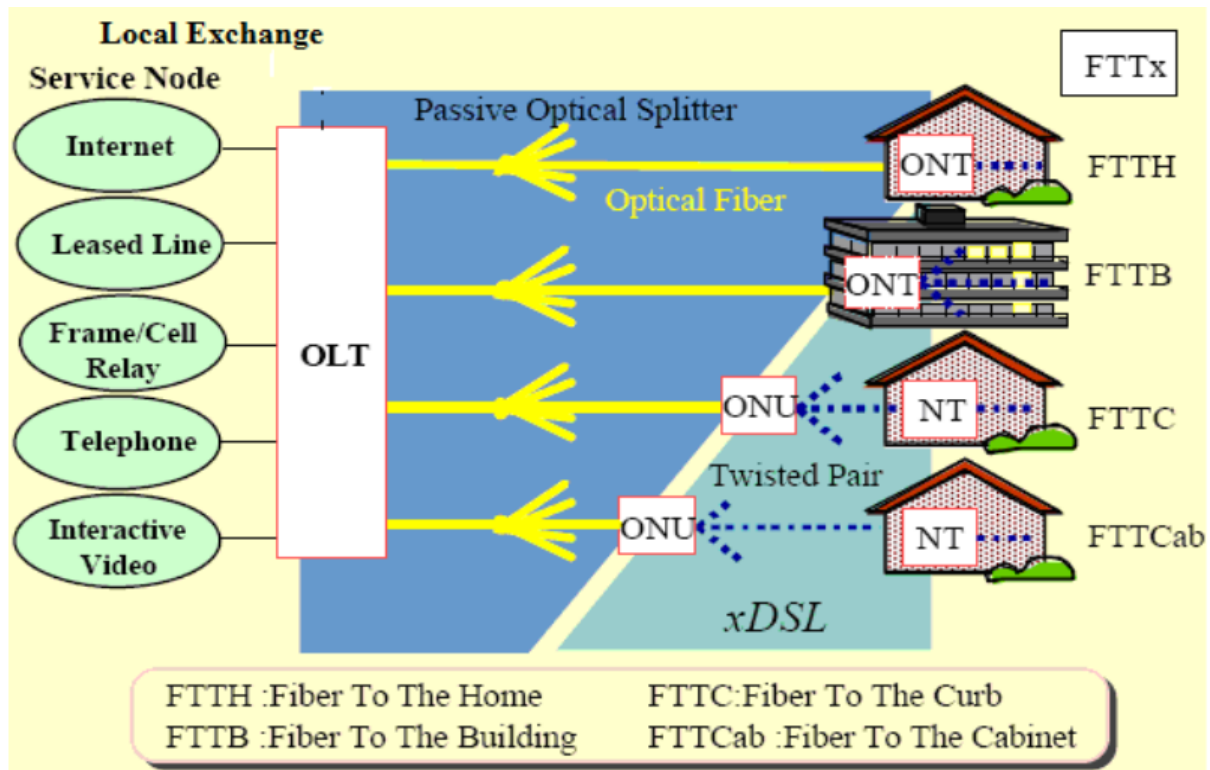 Local Exchange
Service Node
FTTx
Internet
Leased Line
Frame/Cell
Relay
Telephone
Interactive
Video
OLT
Passive Optical Splitter
Optical Fiber
ONT
FTTH
ONT
FTTB
ONU
NT
FTTC
Twisted Pair
ONU
NT
FTTCab
xDSL
FTTH :Fiber To The Home
FTTC:Fiber To The Curb
FTTB :Fiber To The Building
FTTCab :Fiber To The Cabinet